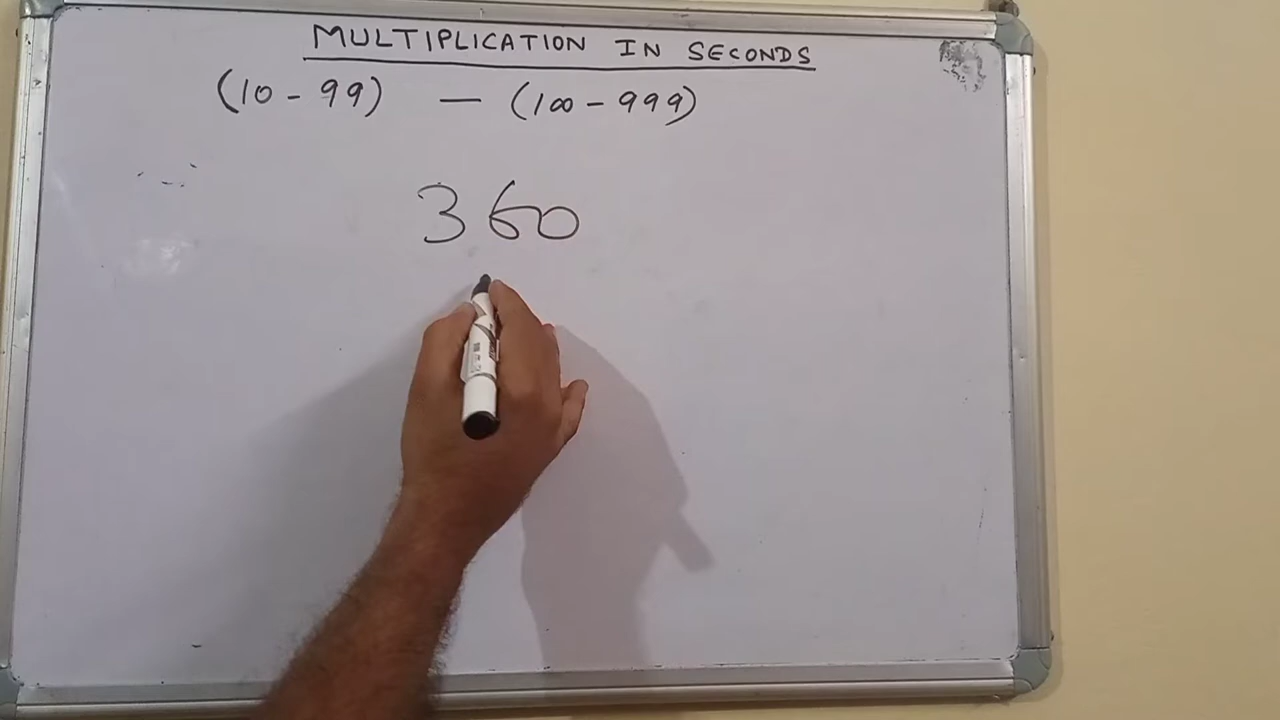 MULTIPLICATION IN SECONDS
(10 - 99) — (100 - 999)
360